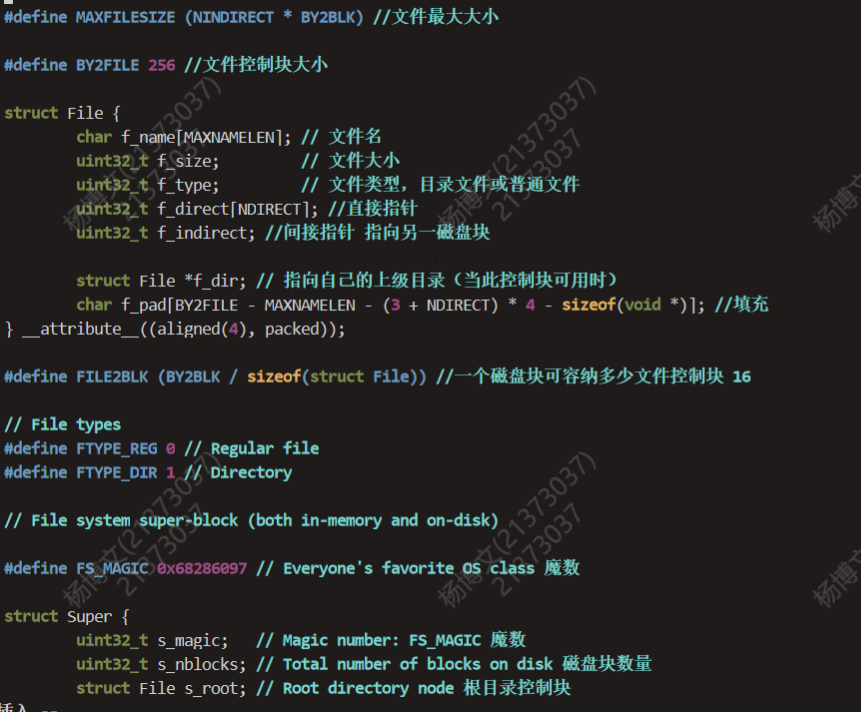 #define MAXFILESIZE (NINDIRECT * BY2BLK) //文件最大大小
#define BY2FILE 256 //文件控制块大小
struct File {
char f_name[MAXNAMELEN]; // 文件名
uint32_t f_size; // 文件大小
uint32_t f_type; // 文件类型，目录文件或普通文件
uint32_t f_direct[NDIRECT]; //直接指针
uint32_t f_indirect; //间接指针 指向另一磁盘块
struct File *f_dir; // 指向自己的上级目录（当此控制块可用时）
char f_pad[BY2FILE - MAXNAMELEN - (3 + NDIRECT) * 4 - sizeof(void *)]; //填充
} __attribute__((aligned(4), packed));
#define FILE2BLK (BY2BLK / sizeof(struct File)) //一个磁盘块可容纳多少文件控制块 16
// File types
#define FTYPE_REG 0 // Regular file
#define FTYPE_DIR 1 // Directory
// File system super-block (both in-memory and on-disk)
#define FS_MAGIC 0x68286097 // Everyone's favorite OS class 魔数
struct Super {
uint32_t s_magic; // Magic number: FS_MAGIC 魔数
uint32_t s_nblocks; // Total number of blocks on disk 磁盘块数量
struct File s_root; // Root directory node 根目录控制块
杨博文(21373037)
21373037
杨博文(21373037)
21373037
杨博文
杨博文(21373037)
21373037
杨博文(21373037)
21373037
杨博文